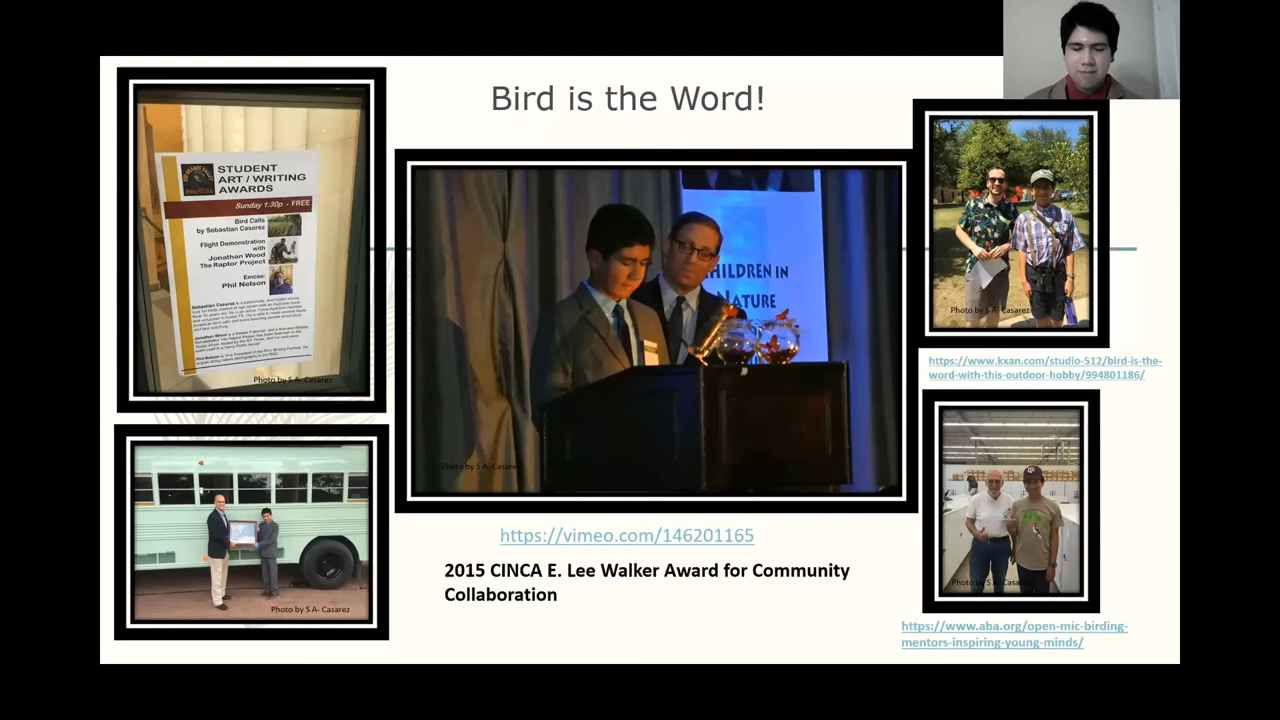 Bird is the Word!
STUDENT
ART / WRITING
AWARDS
Sunday 1:30p - FREE
Bird Calls
by Sebastian Casarez
Flight Demonstration
with
Jonathan Wood
The Raptor Project
Emcee:
Phil Nelson
Photo by S A- Casarez
CHILDREN IN
NATURE
Photo by S A- Casarez
Photo by S A- Casarez
https://www.kxan.com/studio-512/bird-is-the-
word-with-this-outdoor-hobby/994801186/
Photo by S A- Casarez
https://vimeo.com/146201165
2015 CINCA E. Lee Walker Award for Community
Collaboration
Photo by S A- Casarez
https://www.aba.org/open-mic-birding-
mentors-inspiring-young-minds/